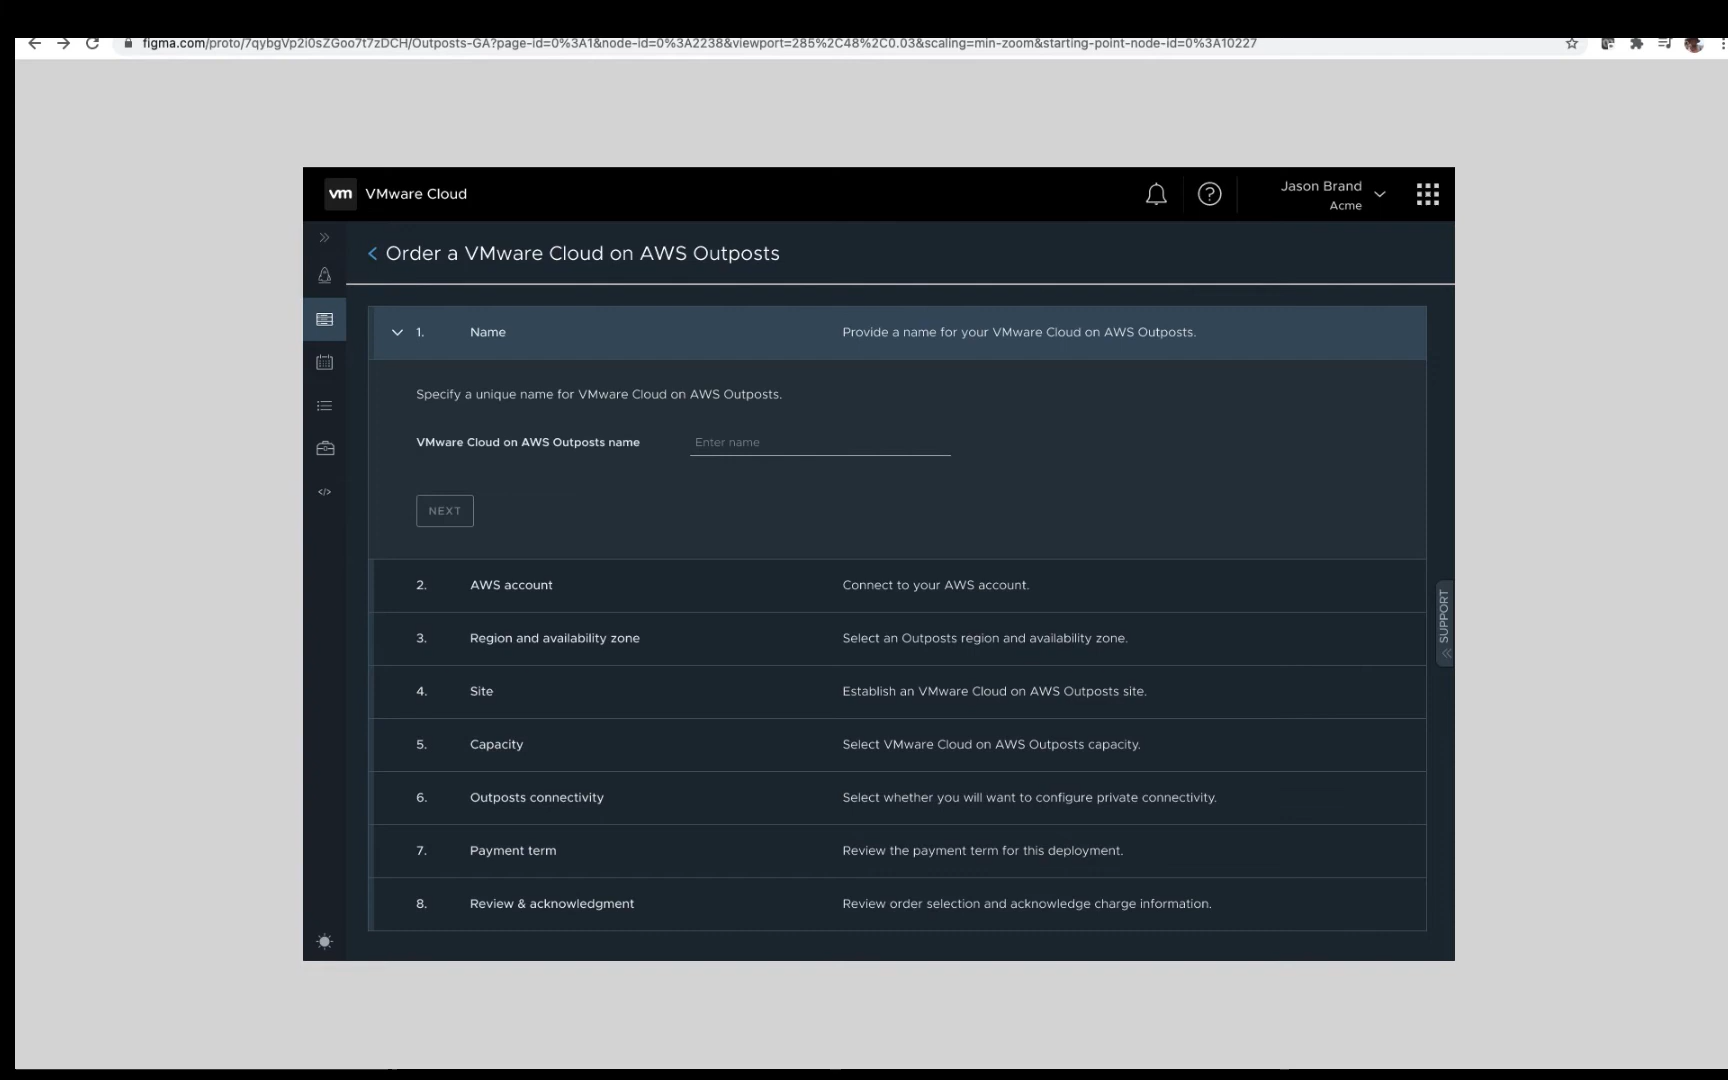 figma.com/proto/7qybgVp2i0sZGoo7t7zDCH/Outposts-GA?page-id=0%3A1&node-id=0%3A2238&viewport=285%2C48%2C0.03&scaling=min-zoom&starting-point-node-id=0%3A10227
vm VMware Cloud
Jason Brand
Acme
Order a VMware Cloud on AWS Outposts
1. Name Provide a name for your VMware Cloud on AWS Outposts.
Specify a unique name for VMware Cloud on AWS Outposts.
VMware Cloud on AWS Outposts name Enter name
NEXT
2. AWS account Connect to your AWS account.
3. Region and availability zone Select an Outposts region and availability zone.
4. Site Establish an VMware Cloud on AWS Outposts site.
5. Capacity Select VMware Cloud on AWS Outposts capacity.
6. Outposts connectivity Select whether you will want to configure private connectivity.
7. Payment term Review the payment term for this deployment.
8. Review & acknowledgment Review order selection and acknowledge charge information.
SUPPORT